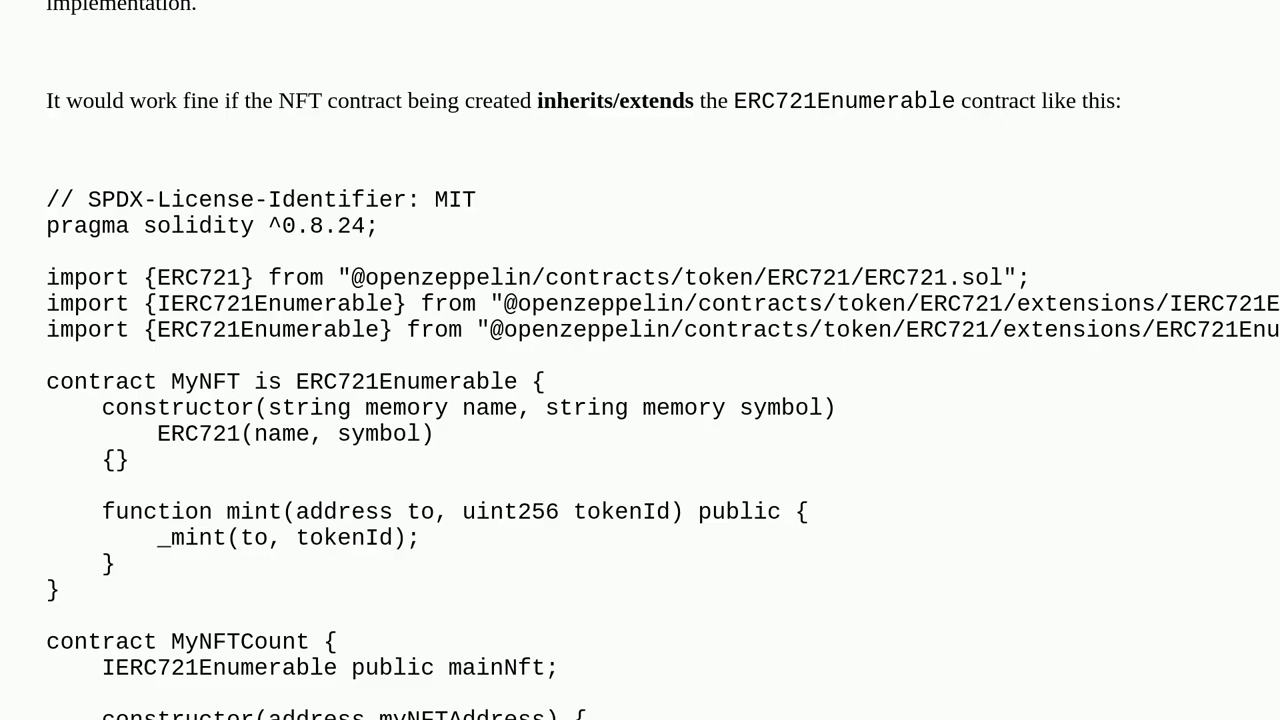 implementation.
It would work fine if the NFT contract being created inherits/extends the ERC721Enumerable contract like this:
// SPDX-License-Identifier: MIT
pragma solidity ^0.8.24;
import {ERC721} from "@openzeppelin/contracts/token/ERC721/ERC721.sol";
import {IERC721Enumerable} from "@openzeppelin/contracts/token/ERC721/extensions/IERC721E
import {ERC721Enumerable} from "@openzeppelin/contracts/token/ERC721/extensions/ERC721Enu
contract MyNFT is ERC721Enumerable {
    constructor(string memory name, string memory symbol)
        ERC721(name, symbol)
    {}
    function mint(address to, uint256 tokenId) public {
        _mint(to, tokenId);
    }
}
contract MyNFTCount {
    IERC721Enumerable public mainNft;
    constructor(address myNFTAddress) {